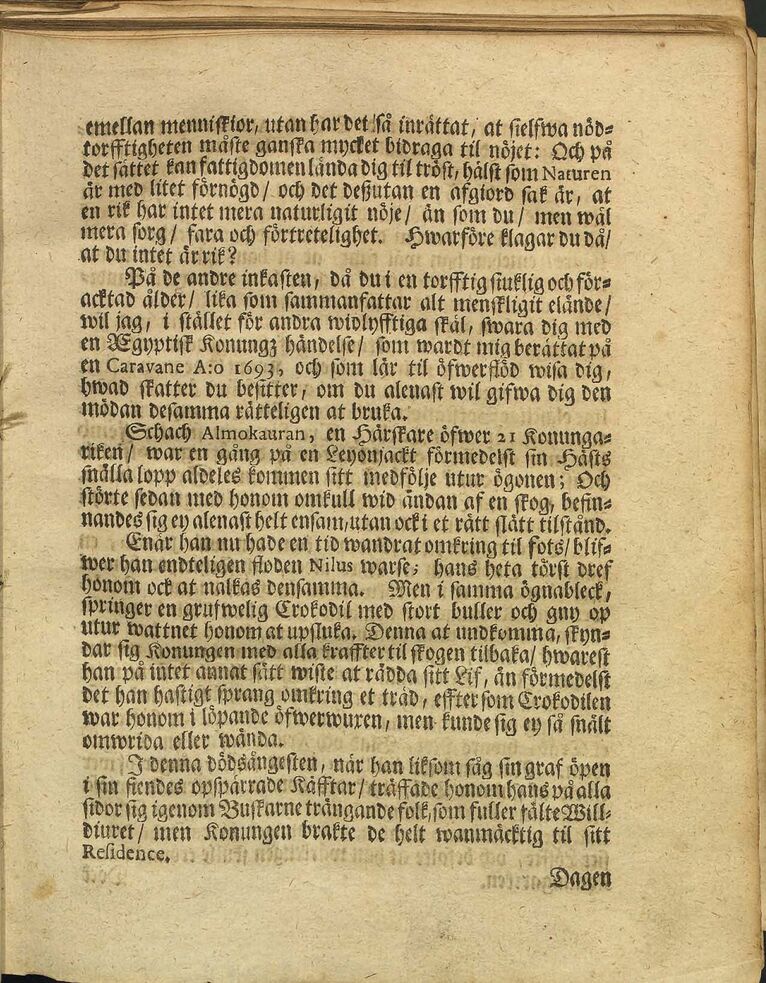 emellan menniskior, utan har det så inrättat, at sielfwa nöd-
torfftigheten måste ganska mycket bidraga til nöjet: Och på
det sättet kan fattigdomen lända dig til tröst, hälst som Naturen
är med litet förnögd / och det deßutan en afgiord sak är, at
en rik har intet mera naturligit nöje / än som du / men wäl
mera sorg / fara och förtretelighet. Hwarföre klagar du då /
at du intet är rik?
På de andre inkasten, då du i en torfftig siuklig och för-
acktad ålder / lika som sammanfattar alt menskligit elände /
wil jag, i stället för andra widlyfftiga skäl, swara dig med
en Ægyptisk Konungz händelse / som wardt mig berättat på
en Caravane A:o 1693, och som lär til öfwerflöd wisa dig,
hwad skatter du besitter, om du alenast wil gifwa dig den
mödan desamma rätteligen at bruka.
Schach Almokauran, en Härskare öfwer 21 Konunga-
riken / war en gång på en Leyonjackt förmedelst sin Hästs
snälla lopp aldeles kommen sitt medfölje utur ögonen; Och
störte sedan med honom omkull wid ändan af en skog, befin-
nandes sig ey alenast helt ensam, utan ock i et rätt slätt tilstånd.
Enär han nu hade en tid wandrat omkring til fots / blif-
wer han endteligen floden Nilus warse; hans heta törst dref
honom ock at nalkas densamma. Men i samma ögnableck,
springer en grufwelig Crokodil med stort buller och gny op
utur wattnet honom at upsluka. Denna at undkomma, skyn-
dar sig Konungen med alla kraffter til skogen tilbaka / hwarest
han på intet annat sätt wiste at rädda sitt Lif, än förmedelst
det han hastigt sprang omkring et träd, effter som Crokodilen
war honom i löpande öfwerwuxen, men kunde sig ey så snält
omwrida eller wända.
I denna dödsångesten, när han liksom såg sin graf öpen
i sin fiendes opspärrade Käfftar / träffade honom hans på alla
sidor sig igenom Buskarne trängande folk, som fuller fälte Will-
diuret / men Konungen brakte de helt wanmäcktig til sitt
Residence.
Dagen